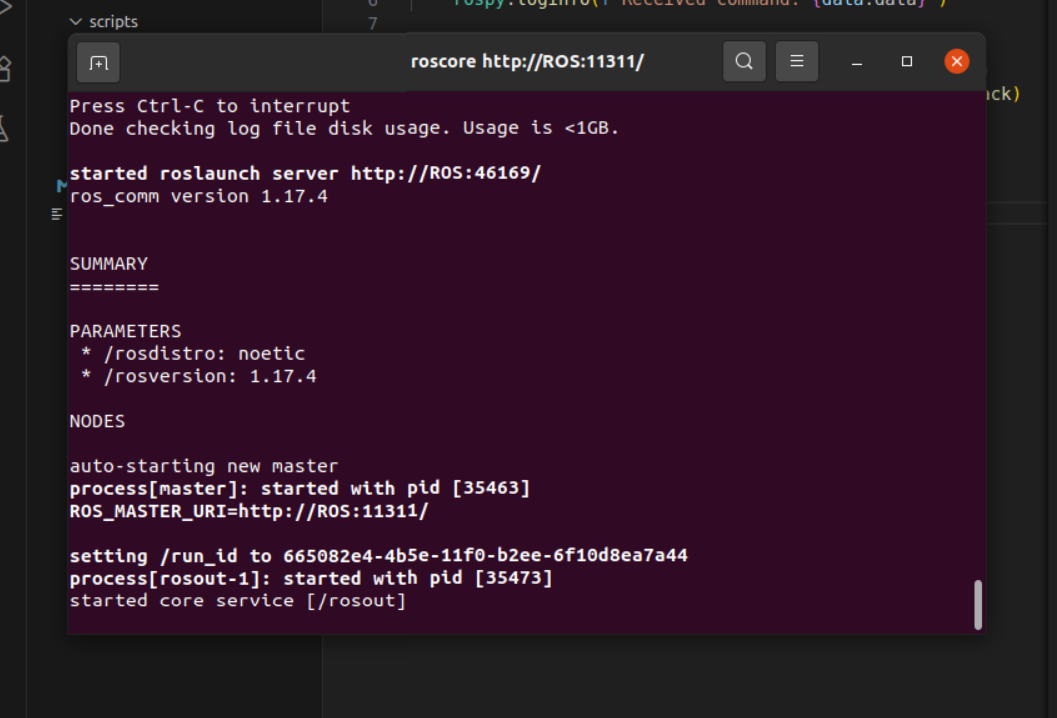 scripts
6
rospy.loginfo(f"Received command: {data.data}")
7
roscore http://ROS:11311/
ack)
Press Ctrl-C to interrupt
Done checking log file disk usage. Usage is <1GB.
started roslaunch server http://ROS:46169/
ros_comm version 1.17.4
SUMMARY
========
PARAMETERS
* /rosdistro: noetic
* /rosversion: 1.17.4
NODES
auto-starting new master
process[master]: started with pid [35463]
ROS_MASTER_URI=http://ROS:11311/
setting /run_id to 665082e4-4b5e-11f0-b2ee-6f10d8ea7a44
process[rosout-1]: started with pid [35473]
started core service [/rosout]